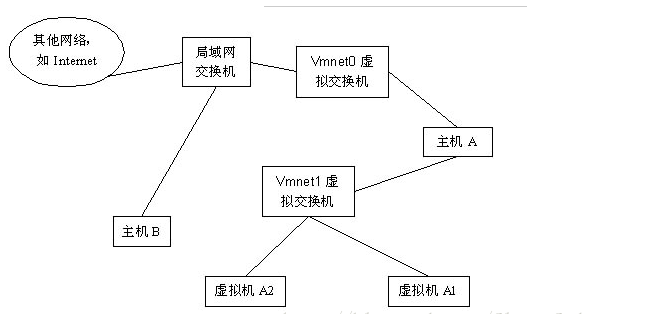 其他网络,
如 Internet
局域网
交换机
Vmnet0 虚
拟交换机
主机 A
Vmnet1 虚
拟交换机
主机 B
虚拟机 A2
虚拟机 A1